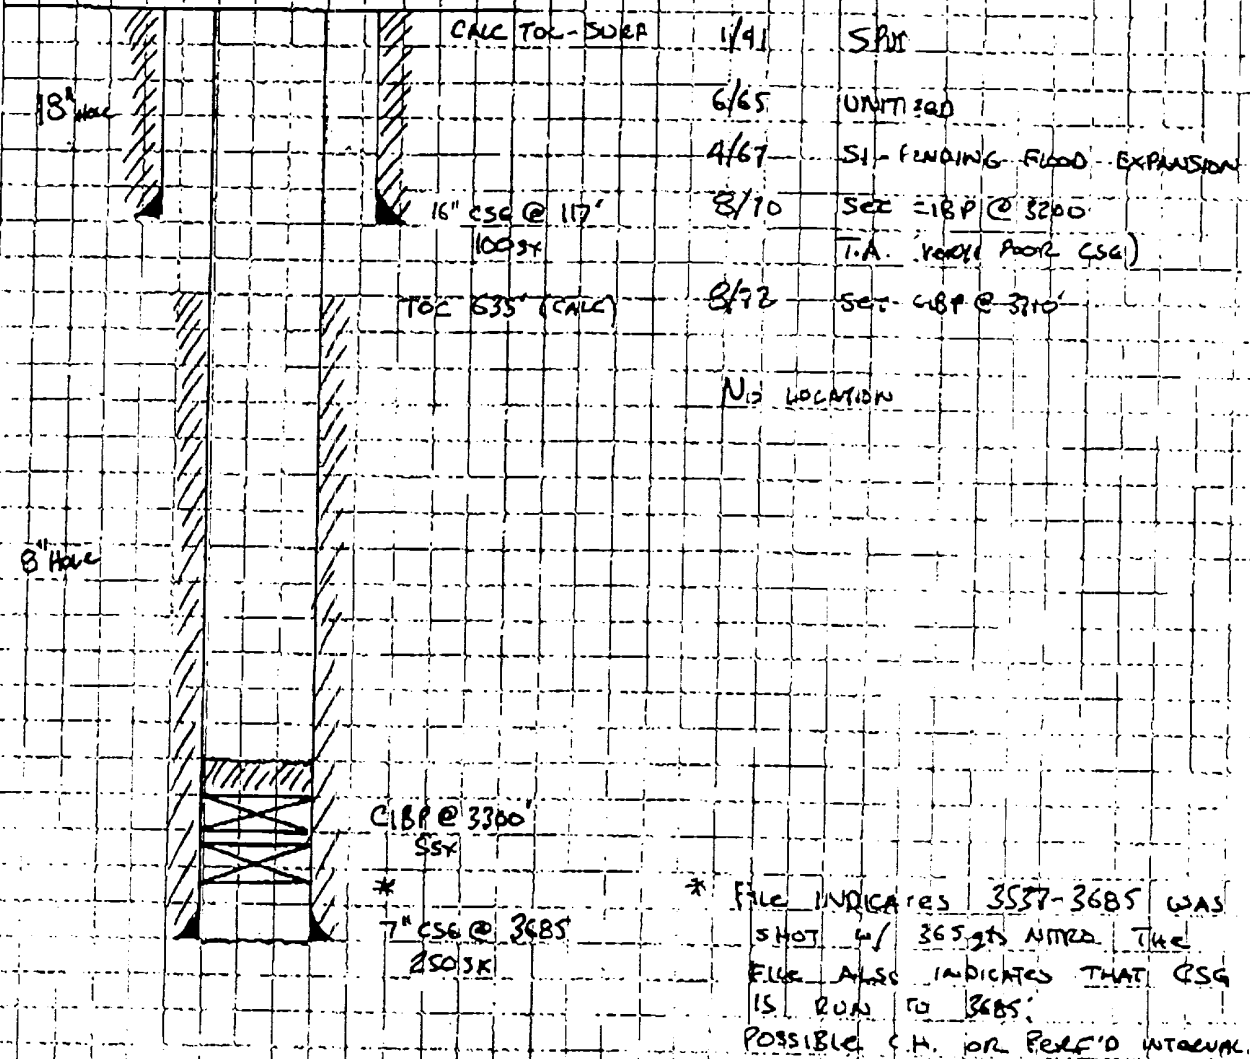 CALC TOC-SURF
1/41 SPUD
18" HOLE
6/65 UNITIZED
4/67 SI-PENDING FLOOD EXPANSION
16" CSG @ 117'
100 SX
8/70 SET CIBP @ 3200
T.A. POOR CSG)
TOC 635' (CALC)
8/72 SET CIBP @
NO LOCATION
8" HOLE
CIBP @ 3300'
5SX
*
7" CSG @ 3685
250 SX
* FILE INDICATES 3537-3685 WAS
SHOT W/ 365 qts NITRO THE
FILE ALSO INDICATES THAT CSG
IS RUN TO 3685.
POSSIBLE O.H. OR PERF'D INTERVAL